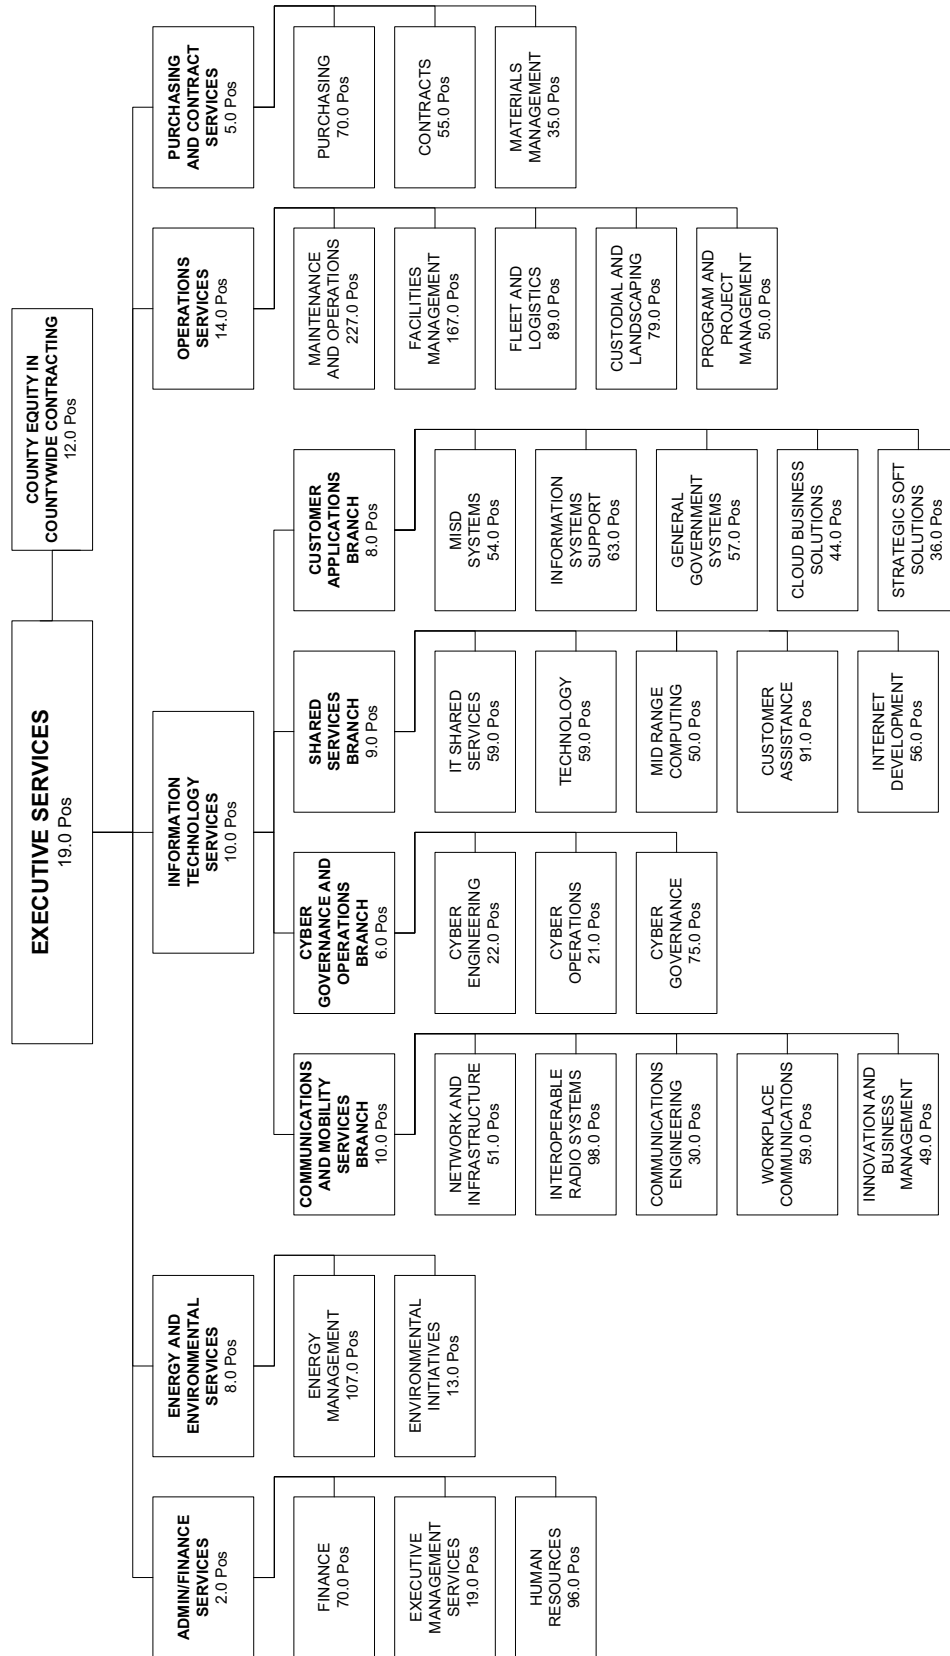 EXECUTIVE SERVICES
19.0 Pos
COUNTY EQUITY IN
COUNTYWIDE CONTRACTING
12.0 Pos
ADMIN/FINANCE
SERVICES
2.0 Pos
FINANCE
70.0 Pos
EXECUTIVE
MANAGEMENT
SERVICES
19.0 Pos
HUMAN
RESOURCES
96.0 Pos
ENERGY AND
ENVIRONMENTAL
SERVICES
8.0 Pos
ENERGY
MANAGEMENT
107.0 Pos
ENVIRONMENTAL
INITIATIVES
13.0 Pos
INFORMATION
TECHNOLOGY
SERVICES
10.0 Pos
COMMUNICATIONS
AND MOBILITY
SERVICES
BRANCH
10.0 Pos
NETWORK AND
INFRASTRUCTURE
51.0 Pos
INTEROPERABLE
RADIO SYSTEMS
98.0 Pos
COMMUNICATIONS
ENGINEERING
30.0 Pos
WORKPLACE
COMMUNICATIONS
59.0 Pos
INNOVATION AND
BUSINESS
MANAGEMENT
49.0 Pos
CYBER
GOVERNANCE AND
OPERATIONS
BRANCH
6.0 Pos
CYBER
ENGINEERING
22.0 Pos
CYBER
OPERATIONS
21.0 Pos
CYBER
GOVERNANCE
75.0 Pos
SHARED
SERVICES
BRANCH
9.0 Pos
IT SHARED
SERVICES
59.0 Pos
TECHNOLOGY
59.0 Pos
MID RANGE
COMPUTING
50.0 Pos
CUSTOMER
ASSISTANCE
91.0 Pos
INTERNET
DEVELOPMENT
56.0 Pos
CUSTOMER
APPLICATIONS
BRANCH
8.0 Pos
MISD
SYSTEMS
54.0 Pos
INFORMATION
SYSTEMS
SUPPORT
63.0 Pos
GENERAL
GOVERNMENT
SYSTEMS
57.0 Pos
CLOUD BUSINESS
SOLUTIONS
44.0 Pos
STRATEGIC SOFT
SOLUTIONS
36.0 Pos
OPERATIONS
SERVICES
14.0 Pos
MAINTENANCE
AND OPERATIONS
227.0 Pos
FACILITIES
MANAGEMENT
167.0 Pos
FLEET AND
LOGISTICS
89.0 Pos
CUSTODIAL AND
LANDSCAPING
79.0 Pos
PROGRAM AND
PROJECT
MANAGEMENT
50.0 Pos
PURCHASING
AND CONTRACT
SERVICES
5.0 Pos
PURCHASING
70.0 Pos
CONTRACTS
55.0 Pos
MATERIALS
MANAGEMENT
35.0 Pos